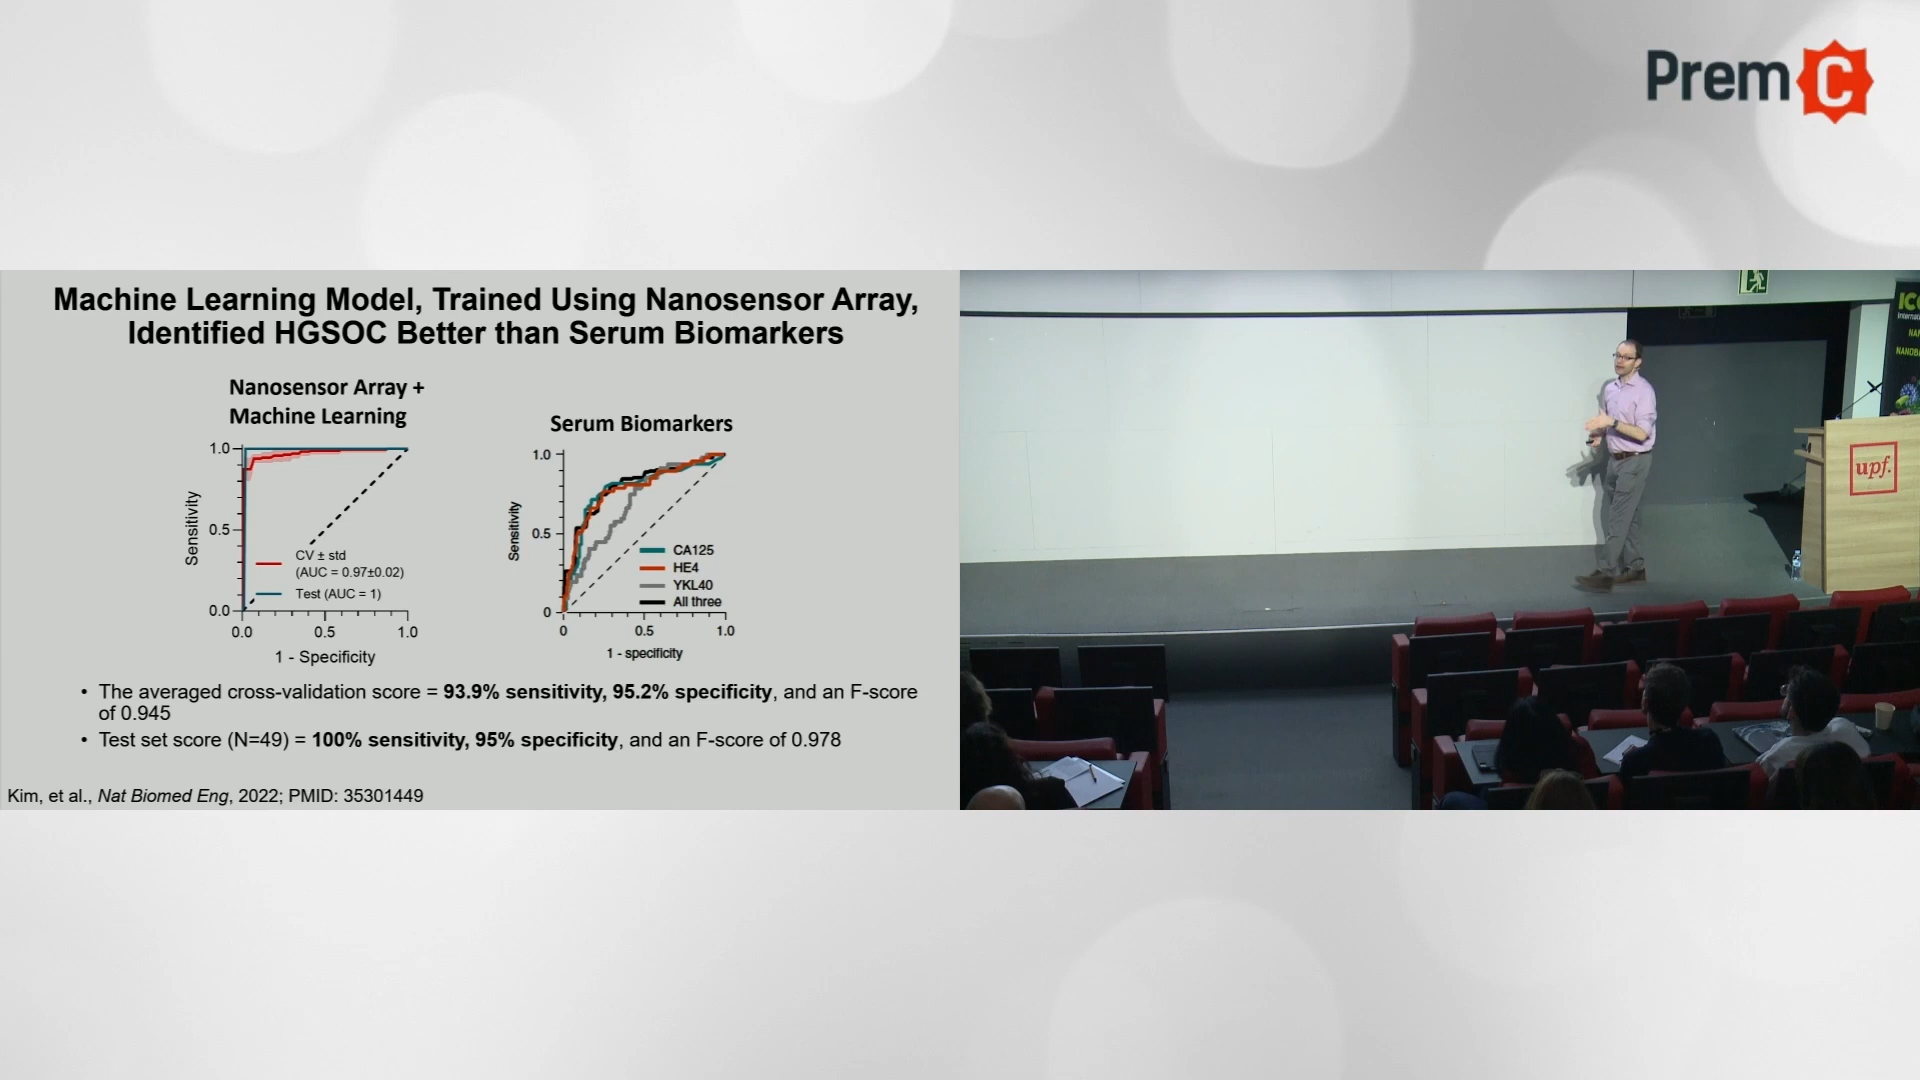 Prem C
Machine Learning Model, Trained Using Nanosensor Array,
Identified HGSOC Better than Serum Biomarkers
Nanosensor Array +
Machine Learning
1.0
0.5
0.0
Sensitivity
CV ± std
(AUC = 0.97±0.02)
Test (AUC = 1)
0.0 0.5 1.0
1 - Specificity
Serum Biomarkers
1.0
0.5
0
Sensitivity
CA125
HE4
YKL40
All three
0 0.5 1.0
1 - specificity
• The averaged cross-validation score = 93.9% sensitivity, 95.2% specificity, and an F-score
of 0.945
• Test set score (N=49) = 100% sensitivity, 95% specificity, and an F-score of 0.978
Kim, et al., Nat Biomed Eng, 2022; PMID: 35301449
upf.